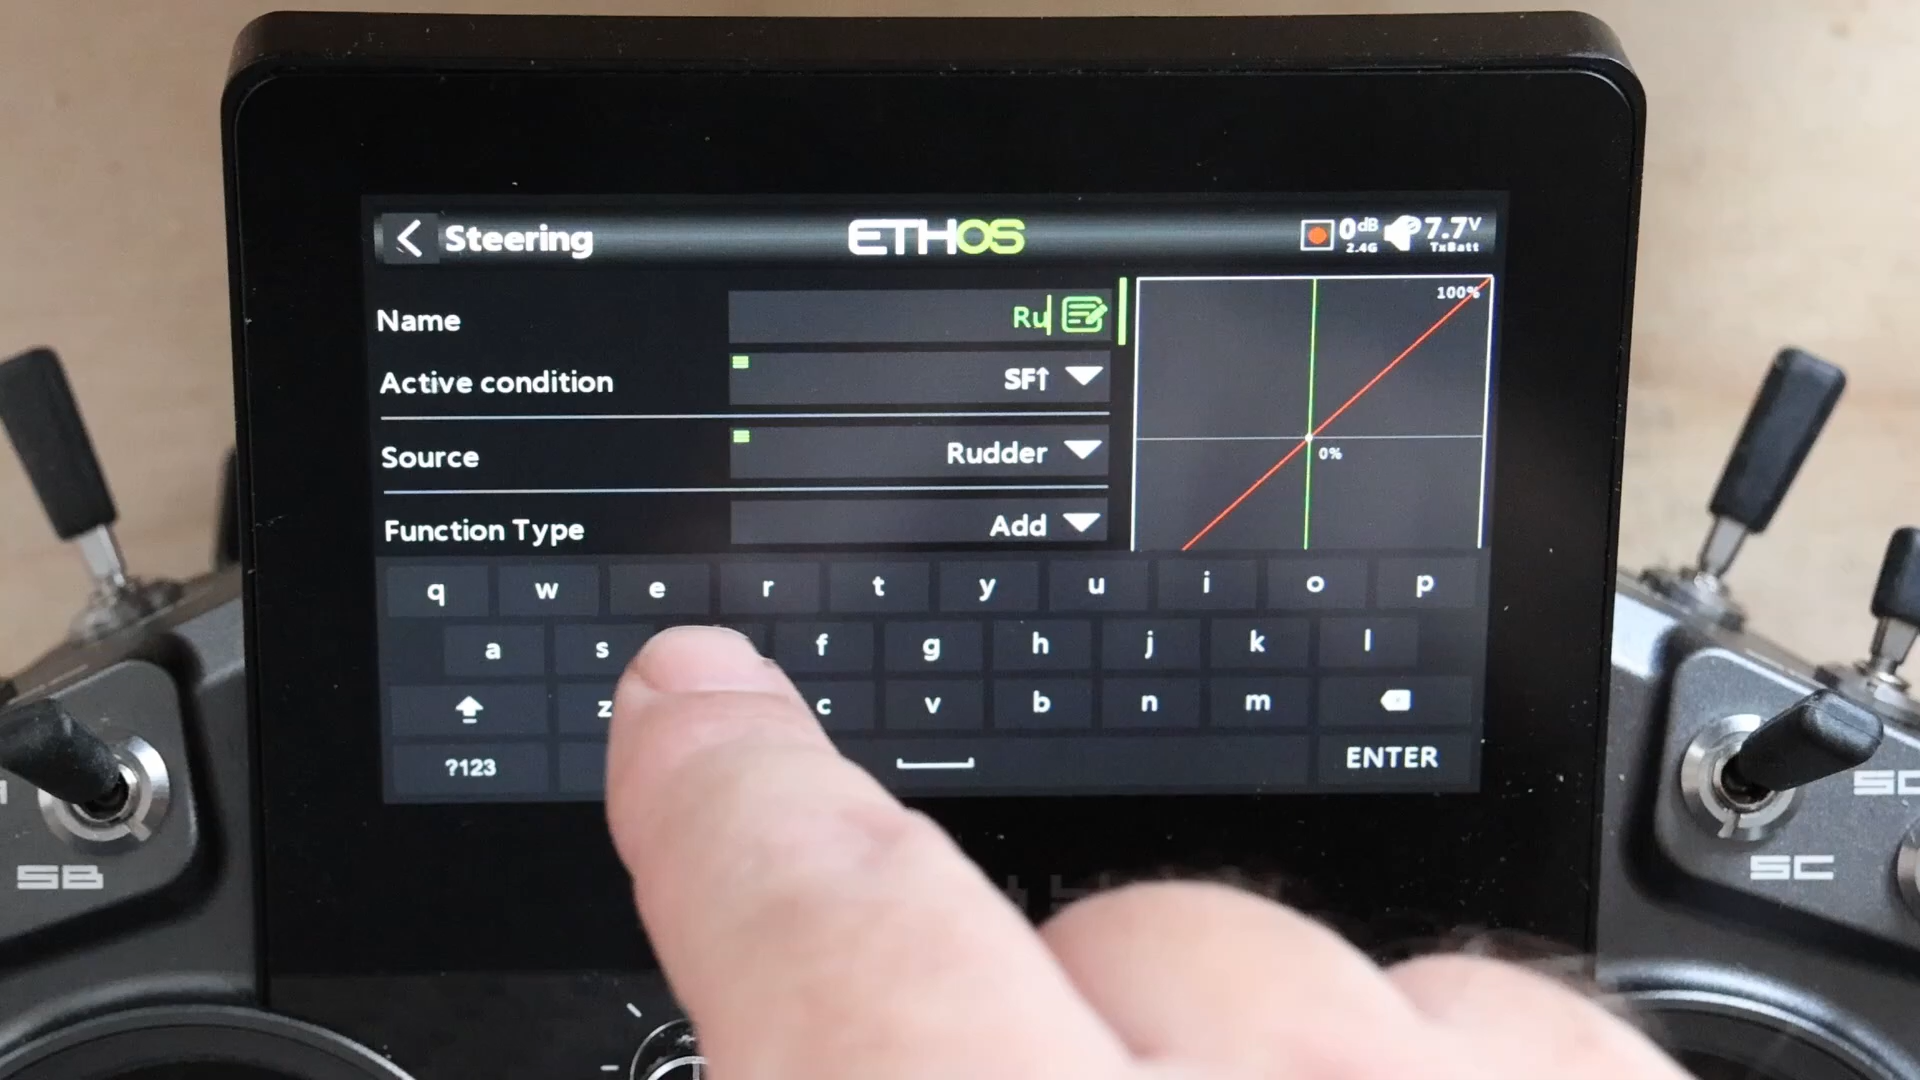 Steering ETHOS 0dB 2.4G 7.7V TxBatt
Name Ru
100%
Active condition SF↑
Source Rudder
0%
Function Type Add
q w e r t y u i o p
a s f g h j k l
z c v b n m
?123 ENTER
SB
SC